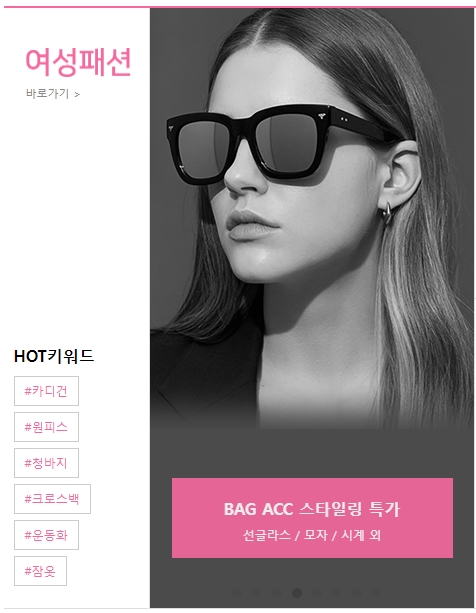 여성패션
바로가기 >
HOT키워드
#카디건
#원피스
#청바지
#크로스백
#운동화
#잠옷
BAG ACC 스타일링 특가
선글라스 / 모자 / 시계 외